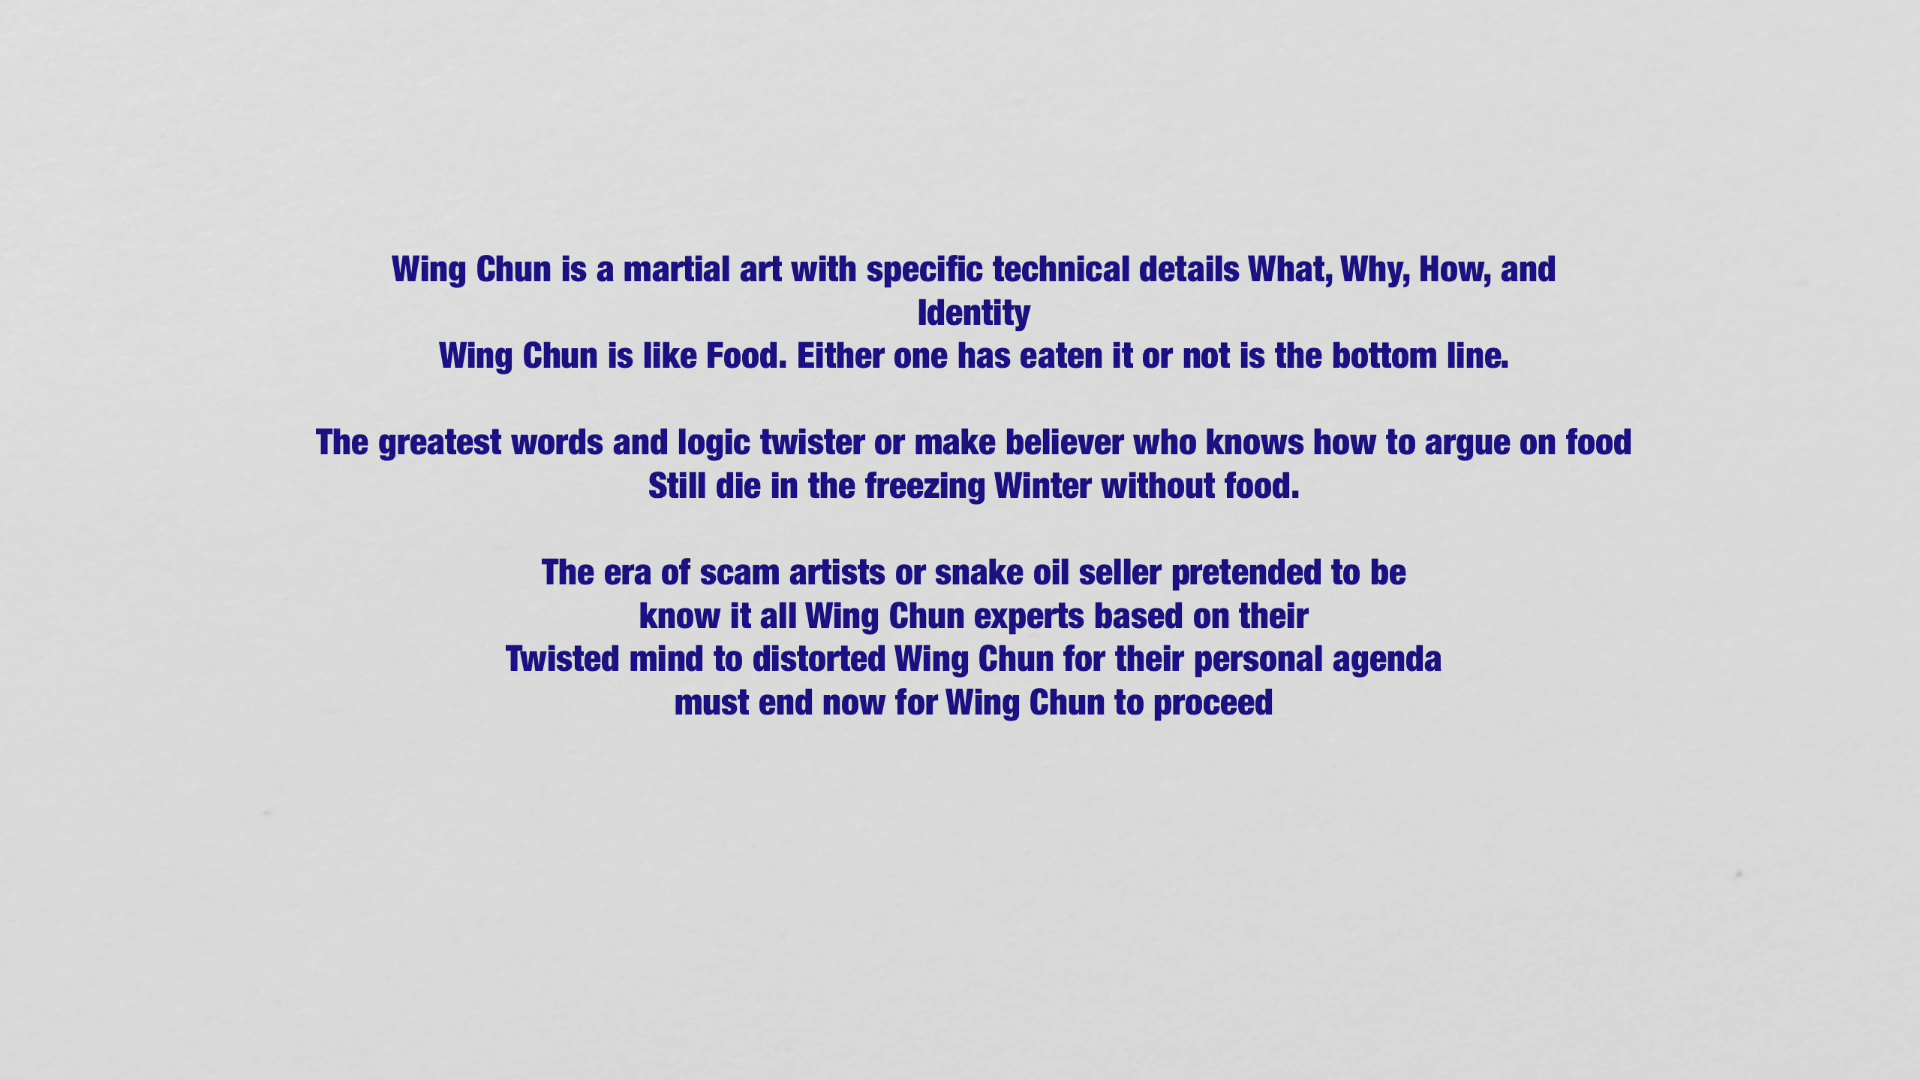 Wing Chun is a martial art with specific technical details What, Why, How, and
Identity
Wing Chun is like Food. Either one has eaten it or not is the bottom line.
The greatest words and logic twister or make believer who knows how to argue on food
Still die in the freezing Winter without food.
The era of scam artists or snake oil seller pretended to be
know it all Wing Chun experts based on their
Twisted mind to distorted Wing Chun for their personal agenda
must end now for Wing Chun to proceed